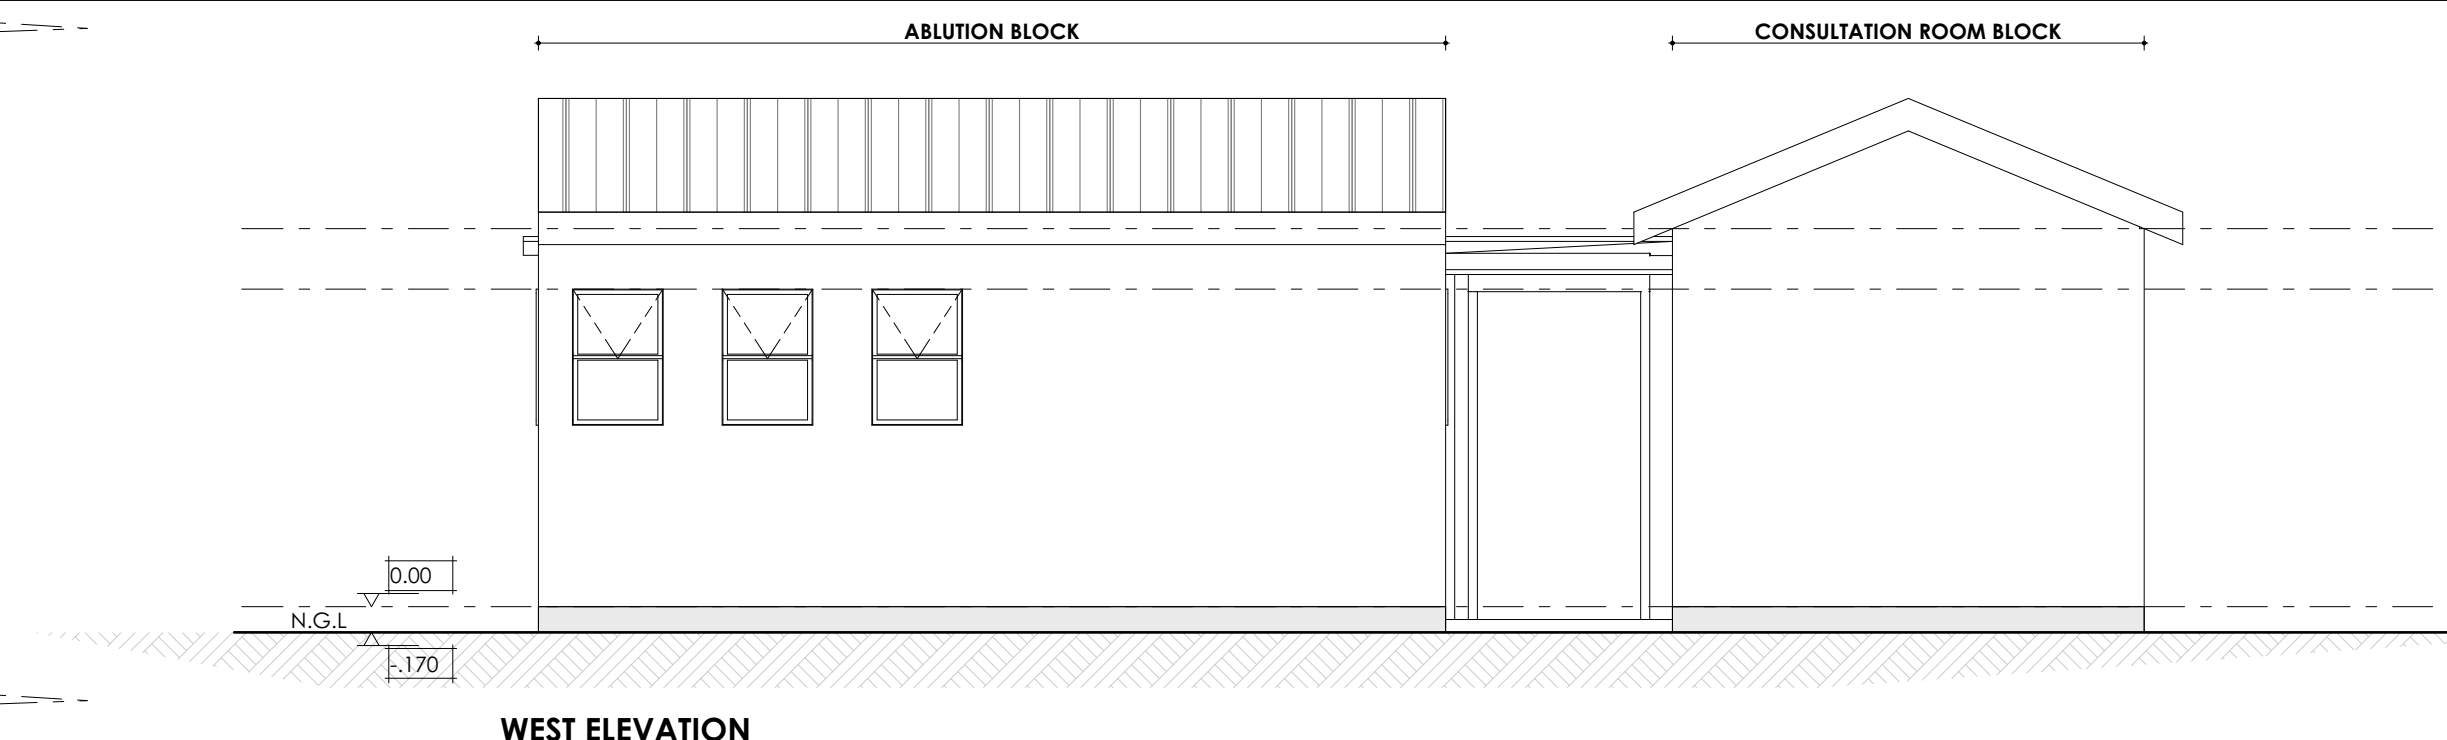 ABLUTION BLOCK
CONSULTATION ROOM BLOCK
0.00
N.G.L
-.170
WEST ELEVATION